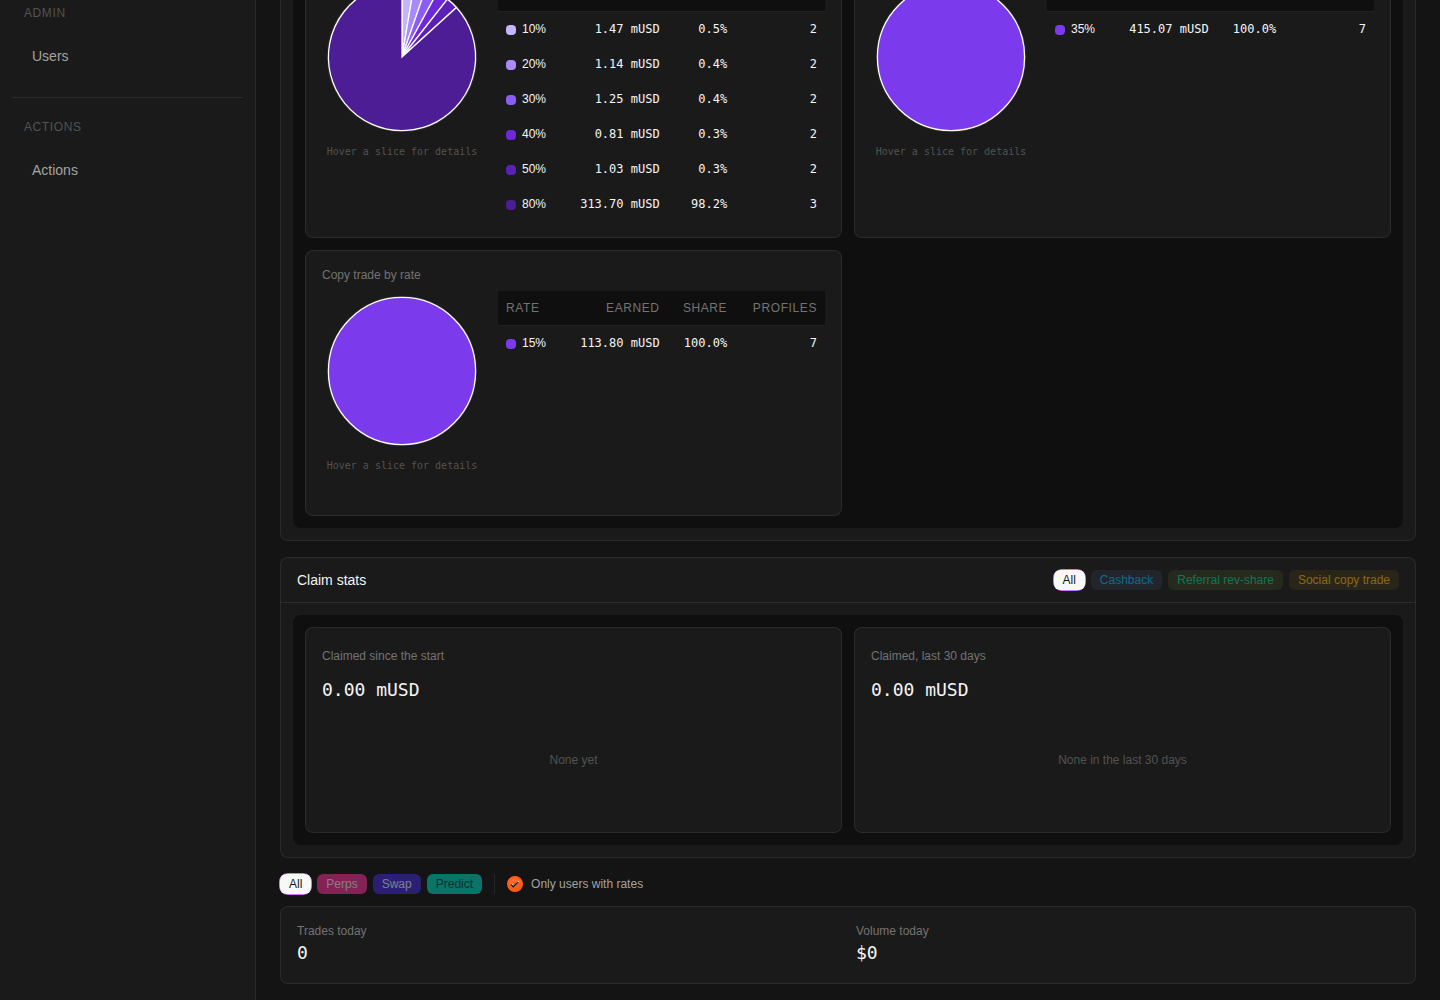 ADMIN
Users
ACTIONS
Actions
10% 1.47 mUSD 0.5% 2
20% 1.14 mUSD 0.4% 2
30% 1.25 mUSD 0.4% 2
40% 0.81 mUSD 0.3% 2
50% 1.03 mUSD 0.3% 2
80% 313.70 mUSD 98.2% 3
Hover a slice for details
35% 415.07 mUSD 100.0% 7
Hover a slice for details
Copy trade by rate
RATE EARNED SHARE PROFILES
15% 113.80 mUSD 100.0% 7
Hover a slice for details
Claim stats
All Cashback Referral rev-share Social copy trade
Claimed since the start
0.00 mUSD
None yet
Claimed, last 30 days
0.00 mUSD
None in the last 30 days
All Perps Swap Predict Only users with rates
Trades today
0
Volume today
$0